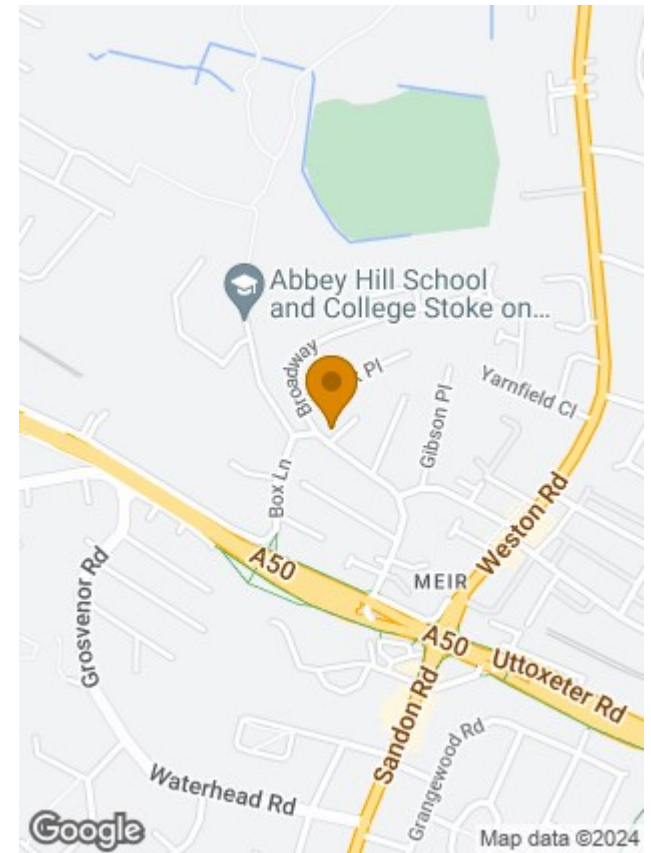 Abbey Hill School
and College Stoke on...
Broadway
Pl
Yarnfield Cl
Gibson Pl
Box Ln
Weston Rd
A50
MEIR
Grosvenor Rd
A50
Uttoxeter Rd
Sandon Rd
Grangewood Rd
Waterhead Rd
Google
Map data ©2024